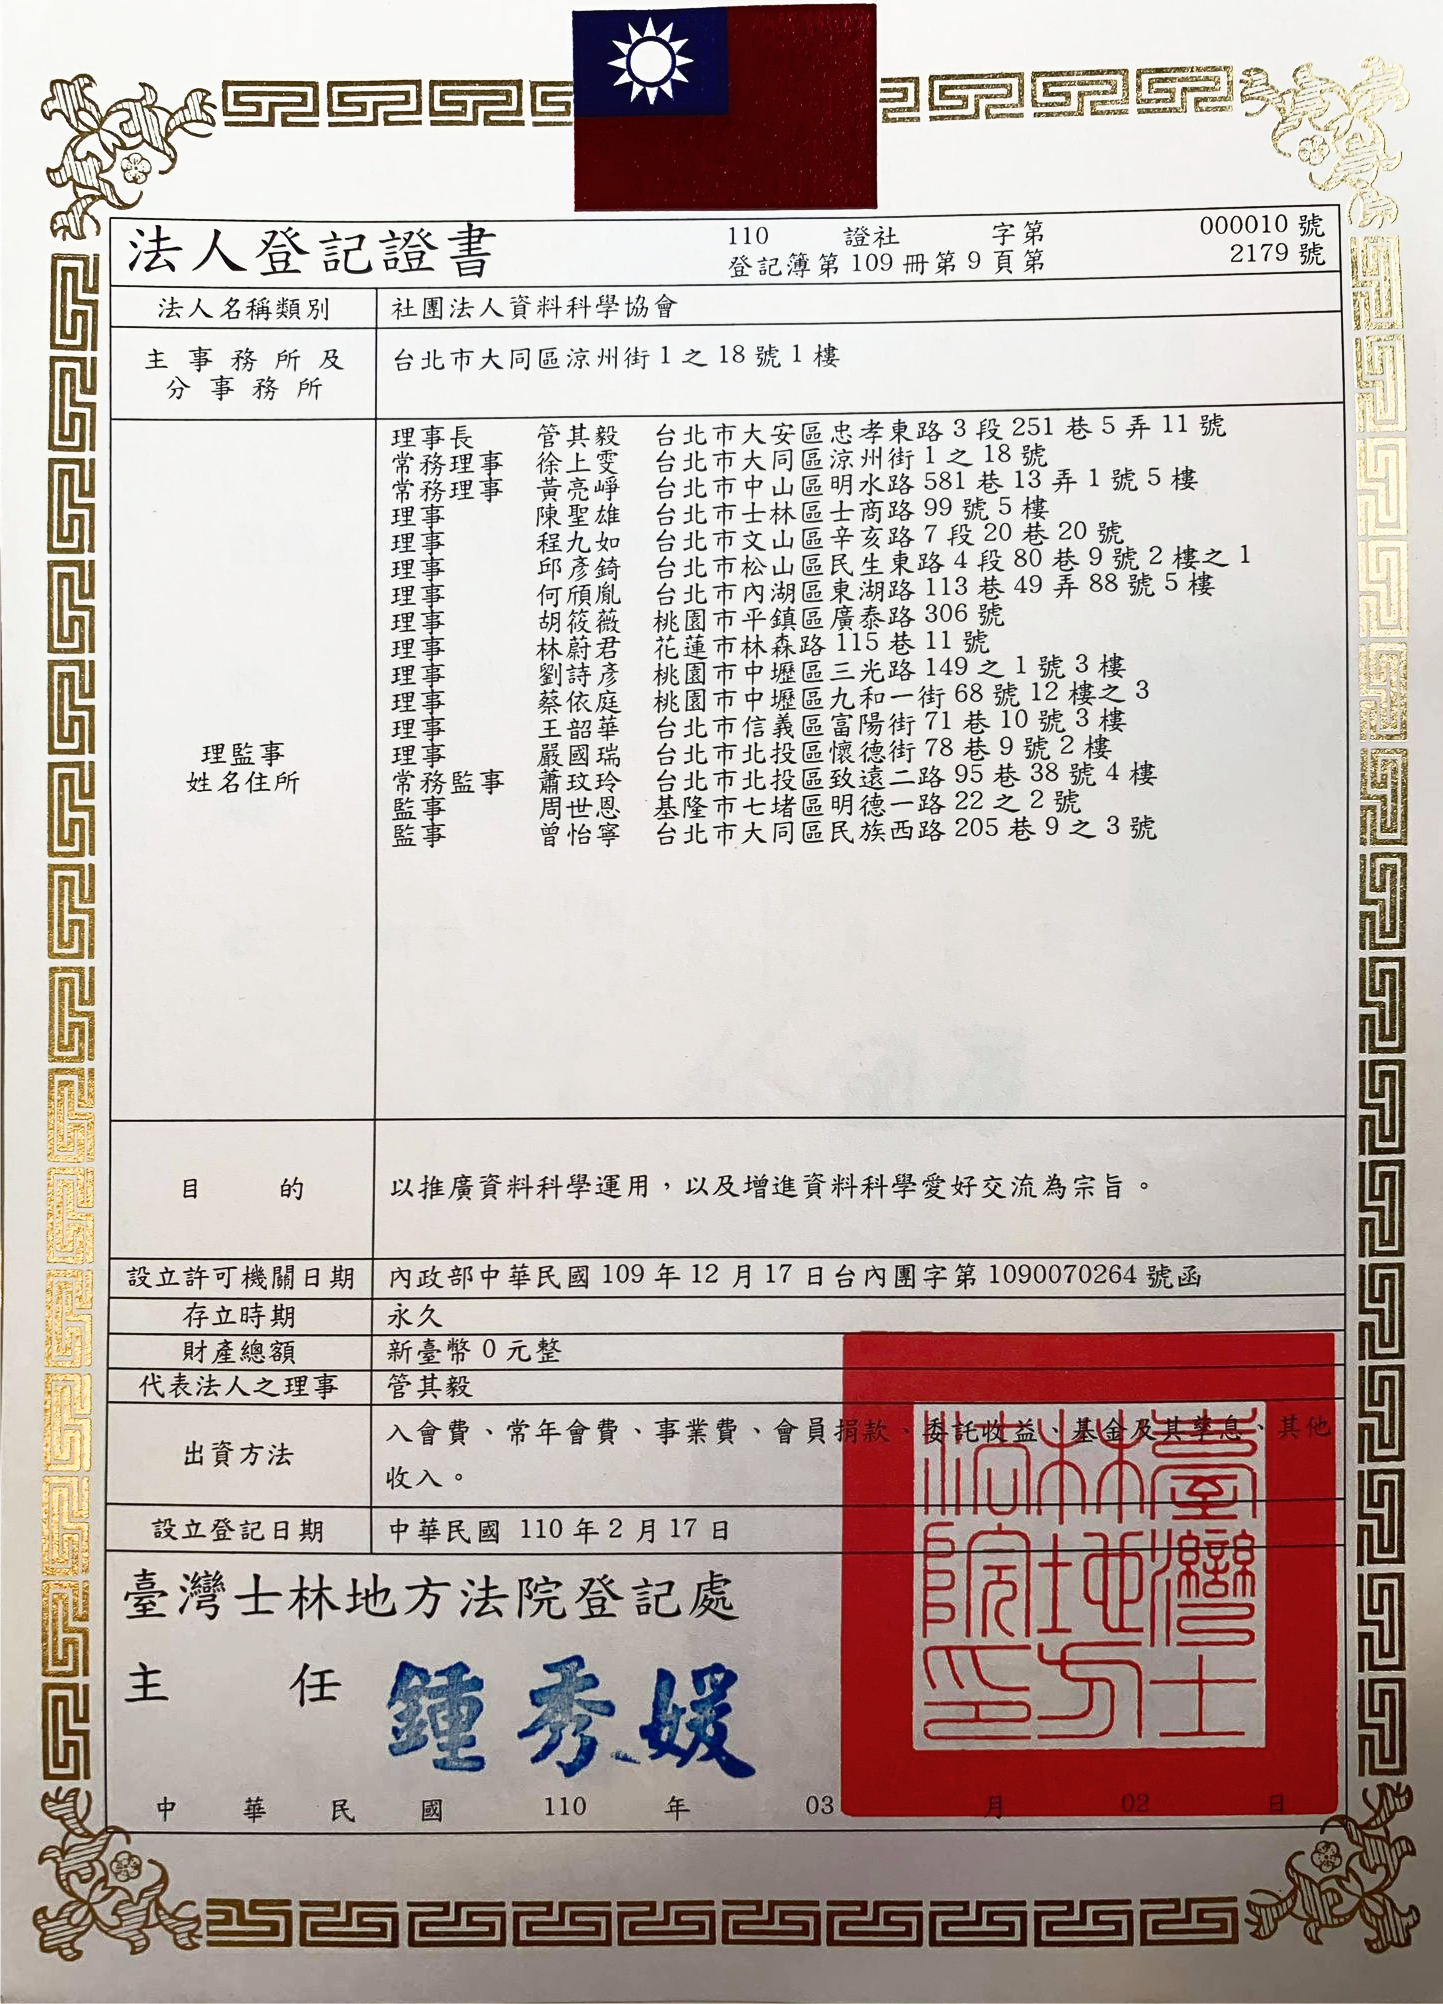 法人登記證書
110 證社 字第 000010 號
登記簿第 109 冊第 9 頁第 2179 號
法人名稱類別 社團法人資料科學協會
主事務所及
分事務所
台北市大同區涼州街 1 之 18 號 1 樓
理監事
姓名住所
理事長 管其毅 台北市大安區忠孝東路 3 段 251 巷 5 弄 11 號
常務理事 徐上雯 台北市大同區涼州街 1 之 18 號
常務理事 黃亮崢 台北市中山區明水路 581 巷 13 弄 1 號 5 樓
理事 陳聖雄 台北市士林區士商路 99 號 5 樓
理事 程九如 台北市文山區辛亥路 7 段 20 巷 20 號
理事 邱彥錡 台北市松山區民生東路 4 段 80 巷 9 號 2 樓之 1
理事 何頎胤 台北市內湖區東湖路 113 巷 49 弄 88 號 5 樓
理事 胡筱薇 桃園市平鎮區廣泰路 306 號
理事 林蔚君 花蓮市林森路 115 巷 11 號
理事 劉詩彥 桃園市中壢區三光路 149 之 1 號 3 樓
理事 蔡依庭 桃園市中壢區九和一街 68 號 12 樓之 3
理事 王韶華 台北市信義區富陽街 71 巷 10 號 3 樓
理事 嚴國瑞 台北市北投區懷德街 78 巷 9 號 2 樓
常務監事 蕭玟玲 台北市北投區致遠二路 95 巷 38 號 4 樓
監事 周世恩 基隆市七堵區明德一路 22 之 2 號
監事 曾怡寧 台北市大同區民族西路 205 巷 9 之 3 號
目 的 以推廣資料科學運用，以及增進資料科學愛好交流為宗旨。
設立許可機關日期 內政部中華民國 109 年 12 月 17 日台內團字第 1090070264 號函
存立時期 永久
財產總額 新臺幣 0 元整
代表法人之理事 管其毅
出資方法 入會費、常年會費、事業費、會員捐款、委託收益、基金及其孳息、其他
收入。
設立登記日期 中華民國 110 年 2 月 17 日
臺灣士林地方法院登記處
主 任 鍾秀媛
中 華 民 國 110 年 03 月 02 日
臺灣士
林地方
法院印